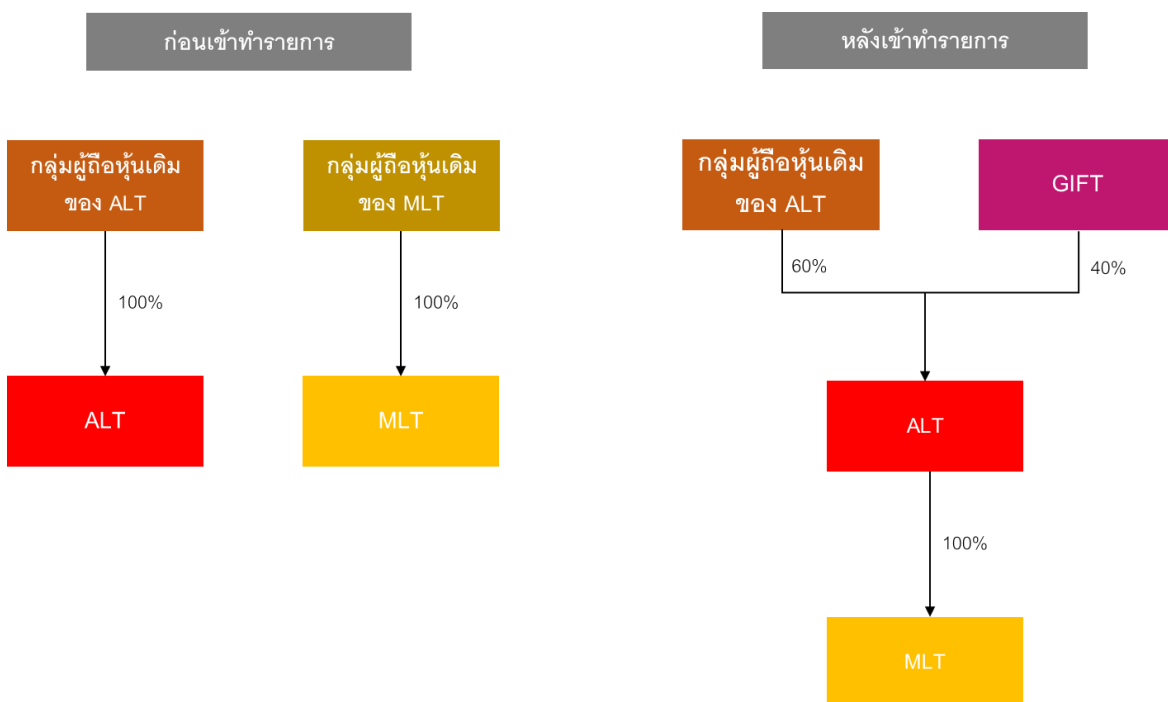 ก่อนเข้าทำรายการ
กลุ่มผู้ถือหุ้นเดิม
ของ ALT
กลุ่มผู้ถือหุ้นเดิม
ของ MLT
100%
100%
ALT
MLT
หลังเข้าทำรายการ
กลุ่มผู้ถือหุ้นเดิม
ของ ALT
GIFT
60%
40%
ALT
100%
MLT